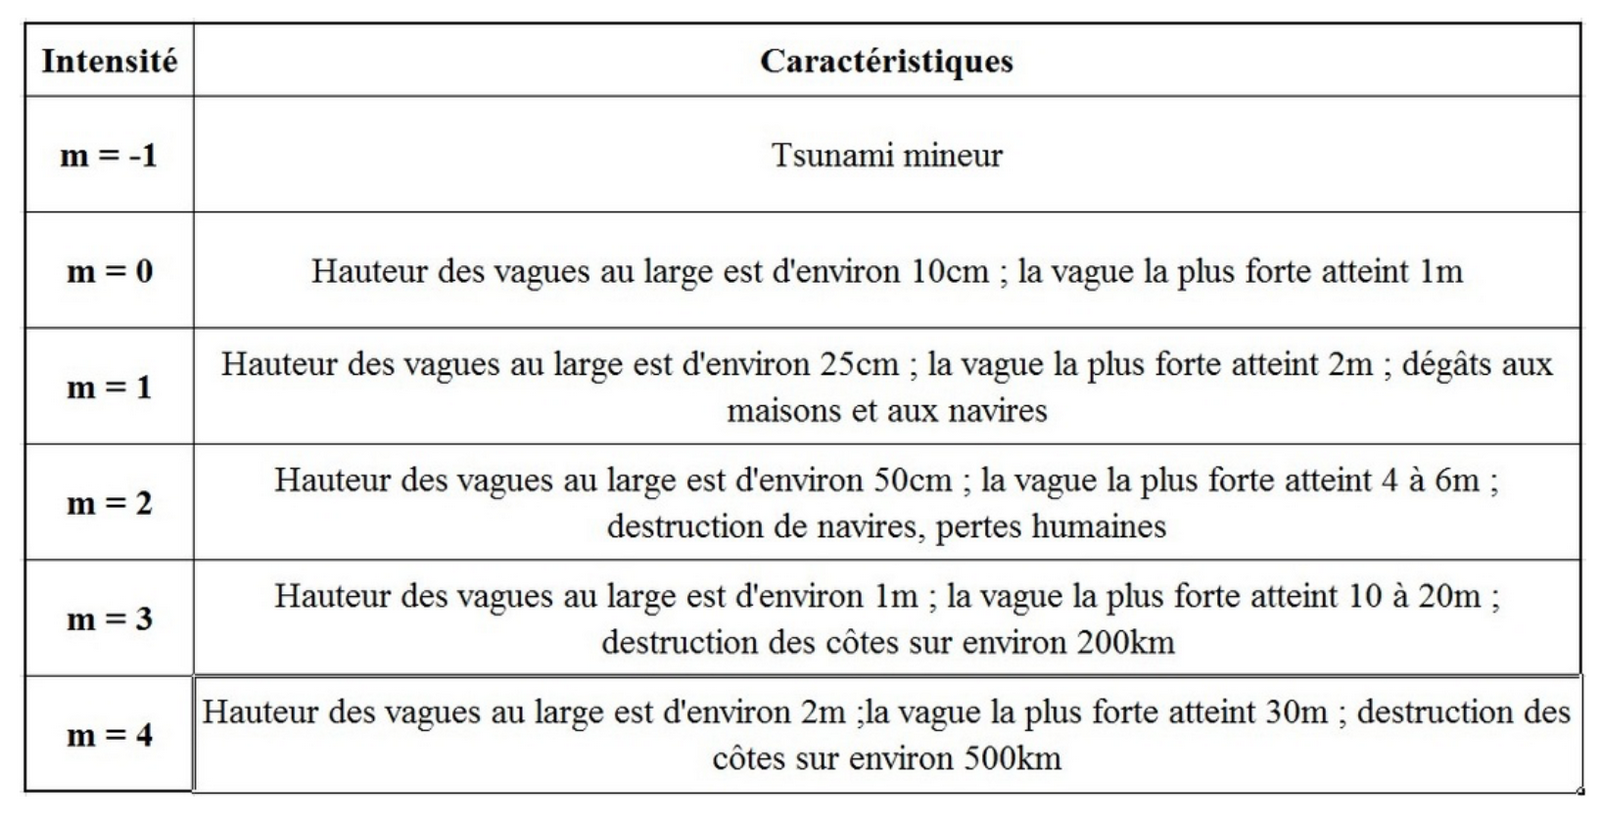 Intensité
Caractéristiques
m = -1
Tsunami mineur
m = 0
Hauteur des vagues au large est d'environ 10cm ; la vague la plus forte atteint 1m
m = 1
Hauteur des vagues au large est d'environ 25cm ; la vague la plus forte atteint 2m ; dégâts aux
maisons et aux navires
m = 2
Hauteur des vagues au large est d'environ 50cm ; la vague la plus forte atteint 4 à 6m ;
destruction de navires, pertes humaines
m = 3
Hauteur des vagues au large est d'environ 1m ; la vague la plus forte atteint 10 à 20m ;
destruction des côtes sur environ 200km
m = 4
Hauteur des vagues au large est d'environ 2m ;la vague la plus forte atteint 30m ; destruction des
côtes sur environ 500km